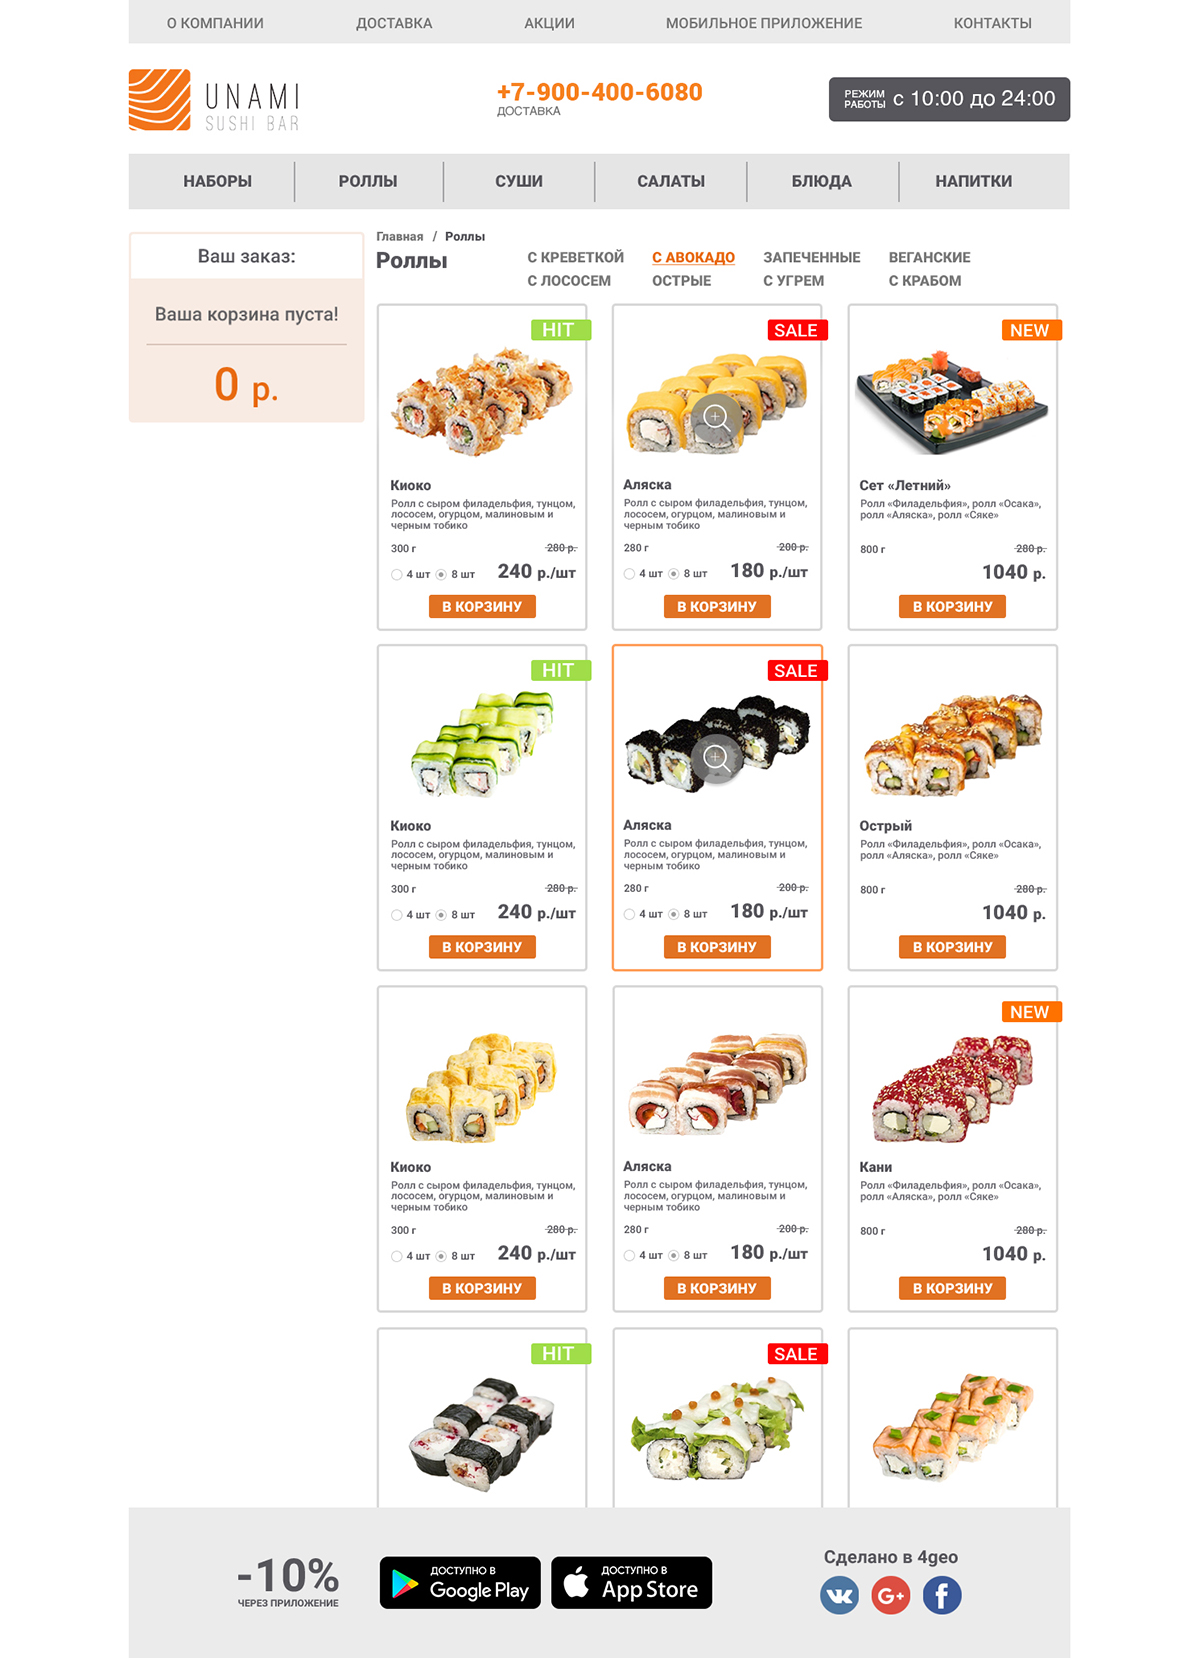 О КОМПАНИИ ДОСТАВКА АКЦИИ МОБИЛЬНОЕ ПРИЛОЖЕНИЕ КОНТАКТЫ
UNAMI
SUSHI BAR
+7-900-400-6080
ДОСТАВКА
РЕЖИМ
РАБОТЫ
с 10:00 до 24:00
НАБОРЫ РОЛЛЫ СУШИ САЛАТЫ БЛЮДА НАПИТКИ
Ваш заказ:
Ваша корзина пуста!
0 р.
Главная / Роллы
Роллы
С КРЕВЕТКОЙ С АВОКАДО ЗАПЕЧЕННЫЕ ВЕГАНСКИЕ
С ЛОСОСЕМ ОСТРЫЕ С УГРЕМ С КРАБОМ
HIT
Киоко
Ролл с сыром филадельфия, тунцом,
лососем, огурцом, малиновым и
черным тобико
300 г 280 р.
4 шт 8 шт 240 р./шт
В КОРЗИНУ
SALE
Аляска
Ролл с сыром филадельфия, тунцом,
лососем, огурцом, малиновым и
черным тобико
280 г 200 р.
4 шт 8 шт 180 р./шт
В КОРЗИНУ
NEW
Сет «Летний»
Ролл «Филадельфия», ролл «Осака»,
ролл «Аляска», ролл «Сяке»
800 г 280 р.
1040 р.
В КОРЗИНУ
HIT
Киоко
Ролл с сыром филадельфия, тунцом,
лососем, огурцом, малиновым и
черным тобико
300 г 280 р.
4 шт 8 шт 240 р./шт
В КОРЗИНУ
SALE
Аляска
Ролл с сыром филадельфия, тунцом,
лососем, огурцом, малиновым и
черным тобико
280 г 200 р.
4 шт 8 шт 180 р./шт
В КОРЗИНУ
Острый
Ролл «Филадельфия», ролл «Осака»,
ролл «Аляска», ролл «Сяке»
800 г 280 р.
1040 р.
В КОРЗИНУ
Киоко
Ролл с сыром филадельфия, тунцом,
лососем, огурцом, малиновым и
черным тобико
300 г 280 р.
4 шт 8 шт 240 р./шт
В КОРЗИНУ
Аляска
Ролл с сыром филадельфия, тунцом,
лососем, огурцом, малиновым и
черным тобико
280 г 200 р.
4 шт 8 шт 180 р./шт
В КОРЗИНУ
NEW
Кани
Ролл «Филадельфия», ролл «Осака»,
ролл «Аляска», ролл «Сяке»
800 г 280 р.
1040 р.
В КОРЗИНУ
HIT
SALE
-10%
ЧЕРЕЗ ПРИЛОЖЕНИЕ
ДОСТУПНО В
Google Play
ДОСТУПНО В
App Store
Сделано в 4geo
G+ f